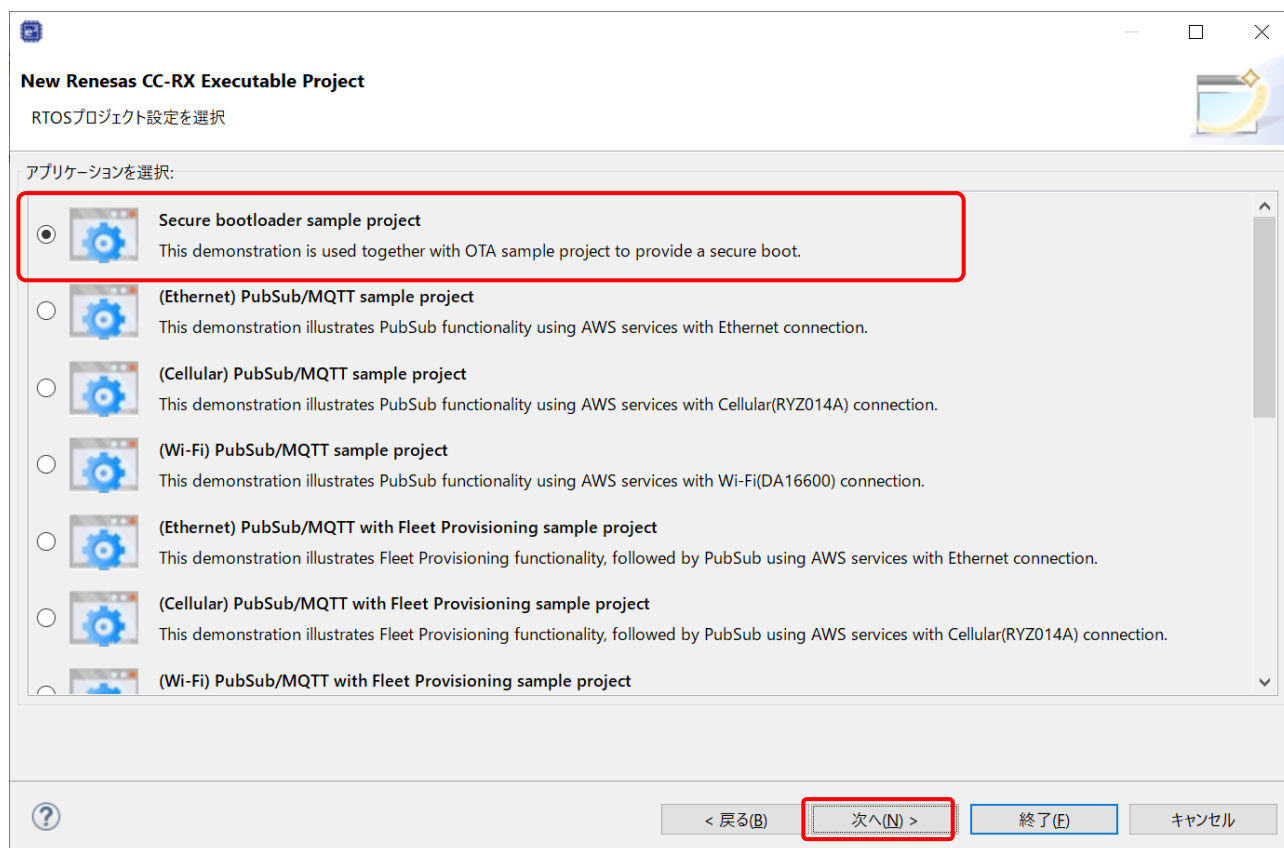 New Renesas CC-RX Executable Project
RTOSプロジェクト設定を選択
アプリケーションを選択:
Secure bootloader sample project
This demonstration is used together with OTA sample project to provide a secure boot.
(Ethernet) PubSub/MQTT sample project
This demonstration illustrates PubSub functionality using AWS services with Ethernet connection.
(Cellular) PubSub/MQTT sample project
This demonstration illustrates PubSub functionality using AWS services with Cellular(RYZ014A) connection.
(Wi-Fi) PubSub/MQTT sample project
This demonstration illustrates PubSub functionality using AWS services with Wi-Fi(DA16600) connection.
(Ethernet) PubSub/MQTT with Fleet Provisioning sample project
This demonstration illustrates Fleet Provisioning functionality, followed by PubSub using AWS services with Ethernet connection.
(Cellular) PubSub/MQTT with Fleet Provisioning sample project
This demonstration illustrates Fleet Provisioning functionality, followed by PubSub using AWS services with Cellular(RYZ014A) connection.
(Wi-Fi) PubSub/MQTT with Fleet Provisioning sample project
< 戻る(B) 次へ(N) > 終了(F) キャンセル